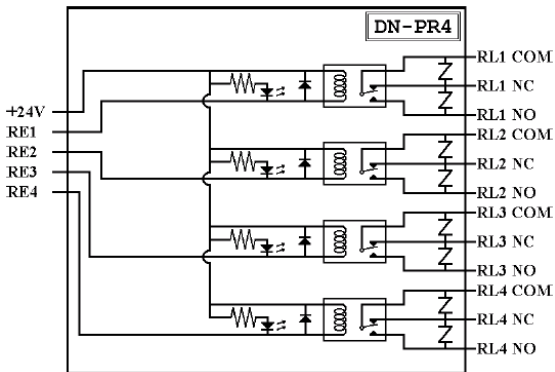 DN-PR4
+24V
RE1
RE2
RE3
RE4
RL1 COM
RL1 NC
RL1 NO
RL2 COM
RL2 NC
RL2 NO
RL3 COM
RL3 NC
RL3 NO
RL4 COM
RL4 NC
RL4 NO